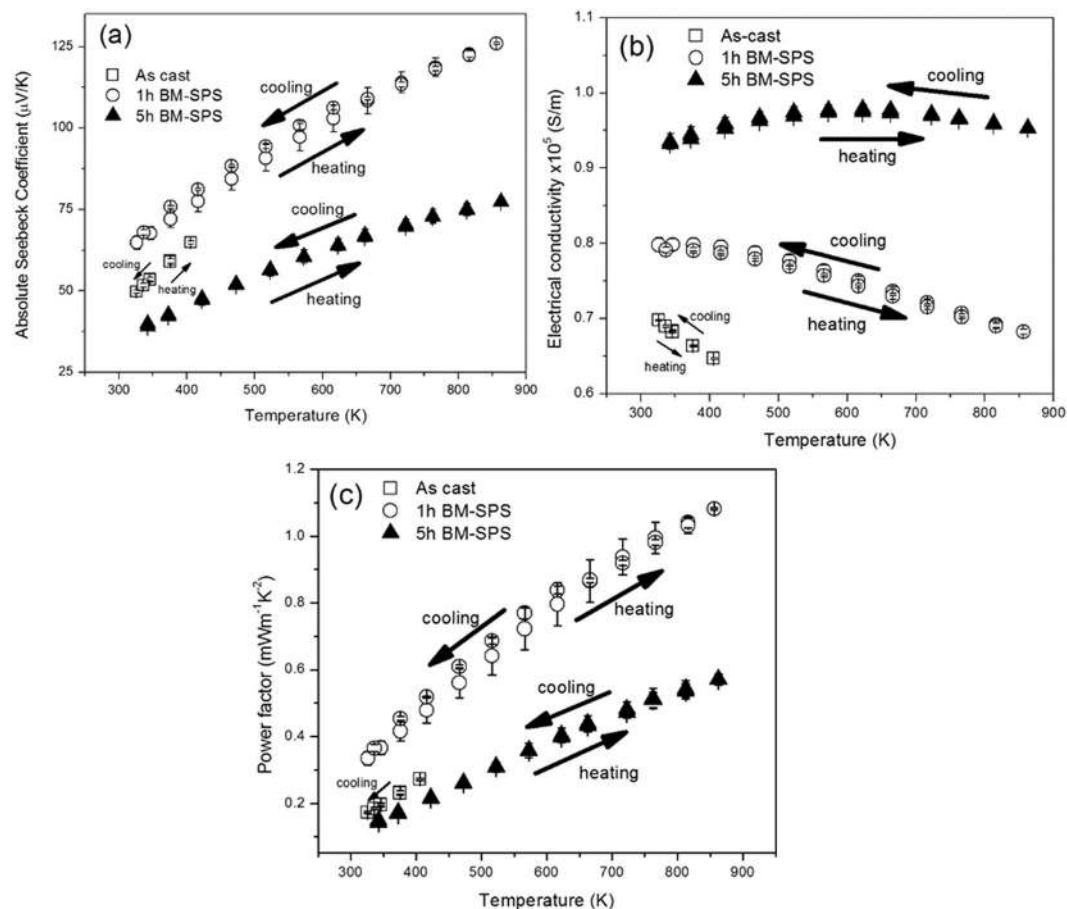 (a)
As cast
1h BM-SPS
5h BM-SPS
cooling
heating
cooling
heating
cooling
heating
125
100
75
50
25
300 400 500 600 700 800 900
Temperature (K)
Absolute Seebeck Coefficient (μV/K)
(b)
As-cast
1h BM-SPS
5h BM-SPS
cooling
heating
cooling
heating
cooling
heating
1.1
1.0
0.9
0.8
0.7
0.6
300 400 500 600 700 800 900
Temperature (K)
Electrical conductivity x10⁵ (S/m)
(c)
As cast
1h BM-SPS
5h BM-SPS
cooling
heating
cooling
heating
cooling
1.2
1.0
0.8
0.6
0.4
0.2
300 400 500 600 700 800 900
Temperature (K)
Power factor (mWm⁻¹K⁻²)